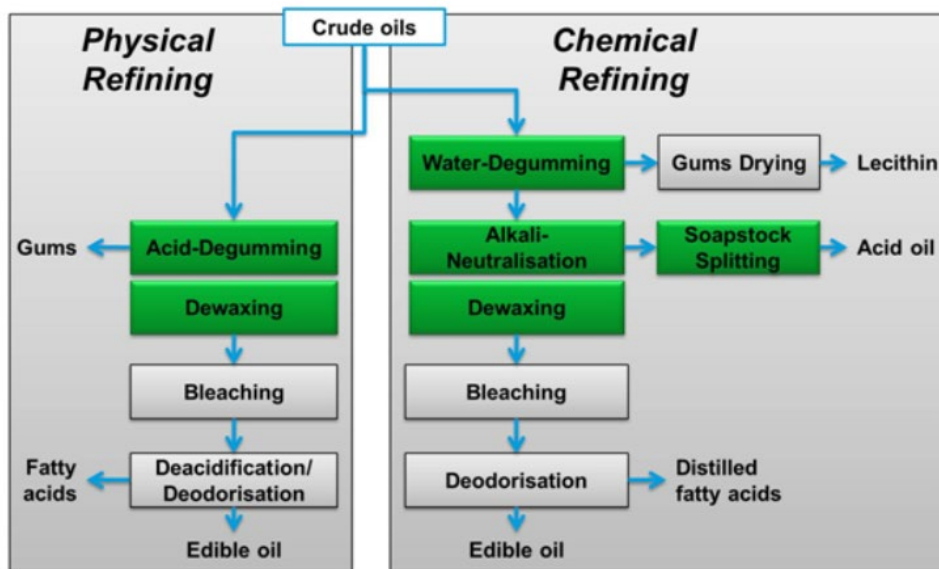 Crude oils
Physical
Refining
Gums
Acid-Degumming
Dewaxing
Bleaching
Fatty
acids
Deacidification/
Deodorisation
Edible oil
Chemical
Refining
Water-Degumming
Gums Drying
Lecithin
Alkali-
Neutralisation
Soapstock
Splitting
Acid oil
Dewaxing
Bleaching
Deodorisation
Distilled
fatty acids
Edible oil